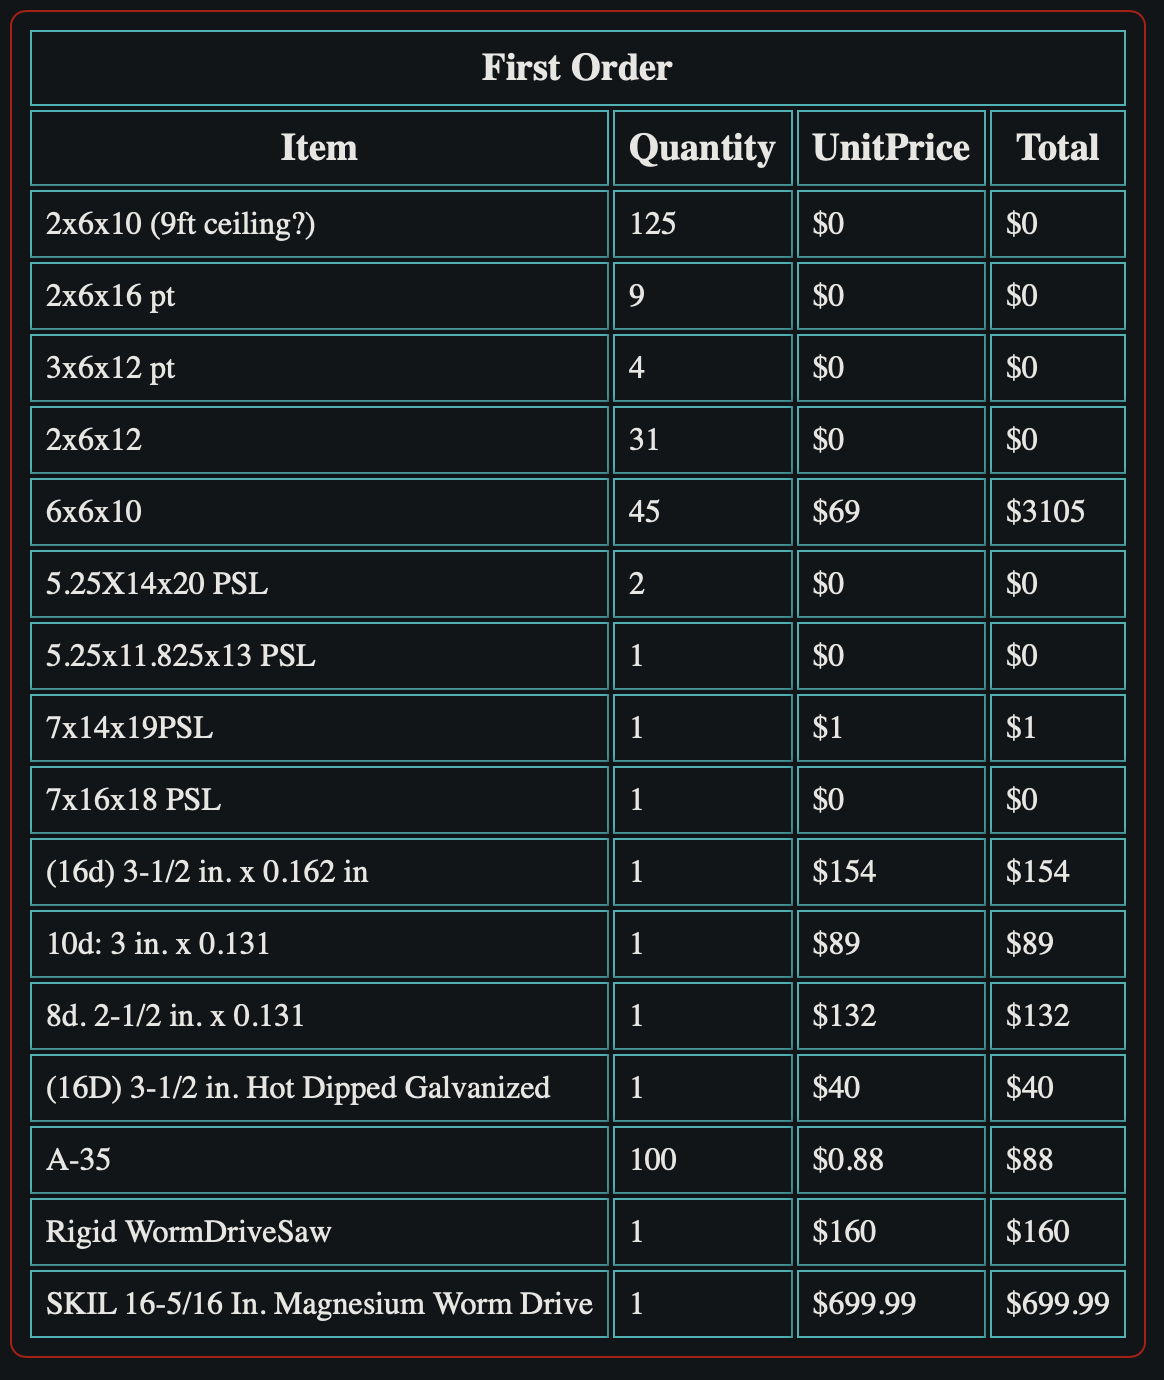 First Order
Item Quantity UnitPrice Total
2x6x10 (9ft ceiling?) 125 $0 $0
2x6x16 pt 9 $0 $0
3x6x12 pt 4 $0 $0
2x6x12 31 $0 $0
6x6x10 45 $69 $3105
5.25X14x20 PSL 2 $0 $0
5.25x11.825x13 PSL 1 $0 $0
7x14x19PSL 1 $1 $1
7x16x18 PSL 1 $0 $0
(16d) 3-1/2 in. x 0.162 in 1 $154 $154
10d: 3 in. x 0.131 1 $89 $89
8d. 2-1/2 in. x 0.131 1 $132 $132
(16D) 3-1/2 in. Hot Dipped Galvanized 1 $40 $40
A-35 100 $0.88 $88
Rigid WormDriveSaw 1 $160 $160
SKIL 16-5/16 In. Magnesium Worm Drive 1 $699.99 $699.99